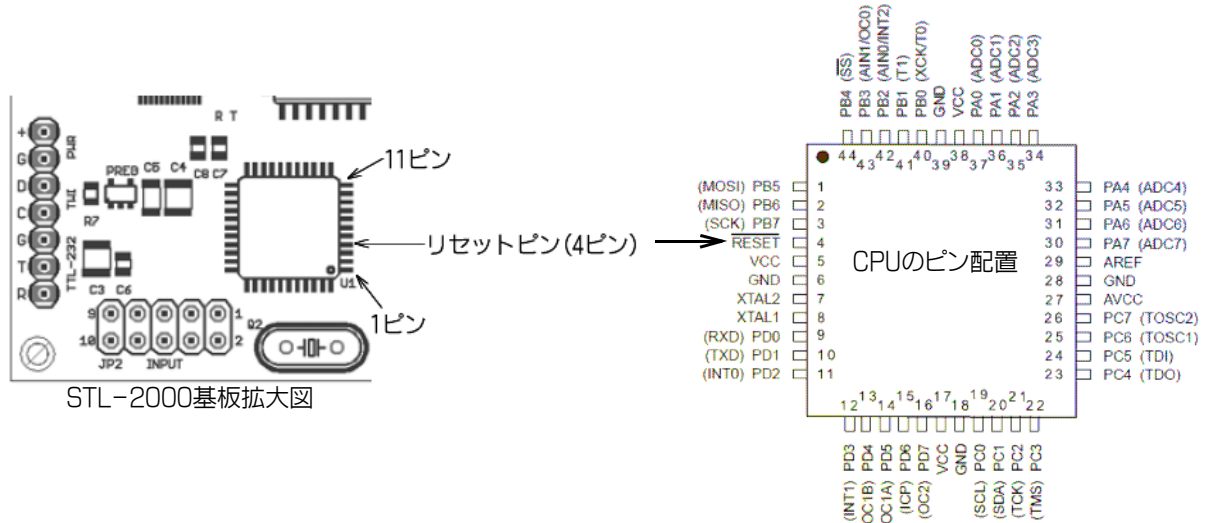 R T
+
G
D
C
G
T
R
PWR
TWI
TTL-232
PRE0
C5
C4
C8
C7
R7
C3
C6
U1
Q2
9
1
10
2
JP2
INPUT
11ピン
リセットピン(4ピン)
1ピン
STL-2000基板拡大図
PB4 (SS)
PB3 (AIN1/OC0)
PB2 (AIN0/INT2)
PB1 (T1)
PB0 (XCK/T0)
GND
VCC
PA0 (ADC0)
PA1 (ADC1)
PA2 (ADC2)
PA3 (ADC3)
44
43
42
41
40
39
38
37
36
35
34
(MOSI) PB5 1
(MISO) PB6 2
(SCK) PB7 3
RESET 4
VCC 5
GND 6
XTAL2 7
XTAL1 8
(RXD) PD0 9
(TXD) PD1 10
(INT0) PD2 11
CPUのピン配置
33 PA4 (ADC4)
32 PA5 (ADC5)
31 PA6 (ADC6)
30 PA7 (ADC7)
29 AREF
28 GND
27 AVCC
26 PC7 (TOSC2)
25 PC6 (TOSC1)
24 PC5 (TDI)
23 PC4 (TDO)
12
13
14
15
16
17
18
19
20
21
22
(INT1) PD3
OC1B) PD4
OC1A) PD5
(ICP) PD6
(OC2) PD7
VCC
GND
(SCL) PC0
(SDA) PC1
(TCK) PC2
(TMS) PC3